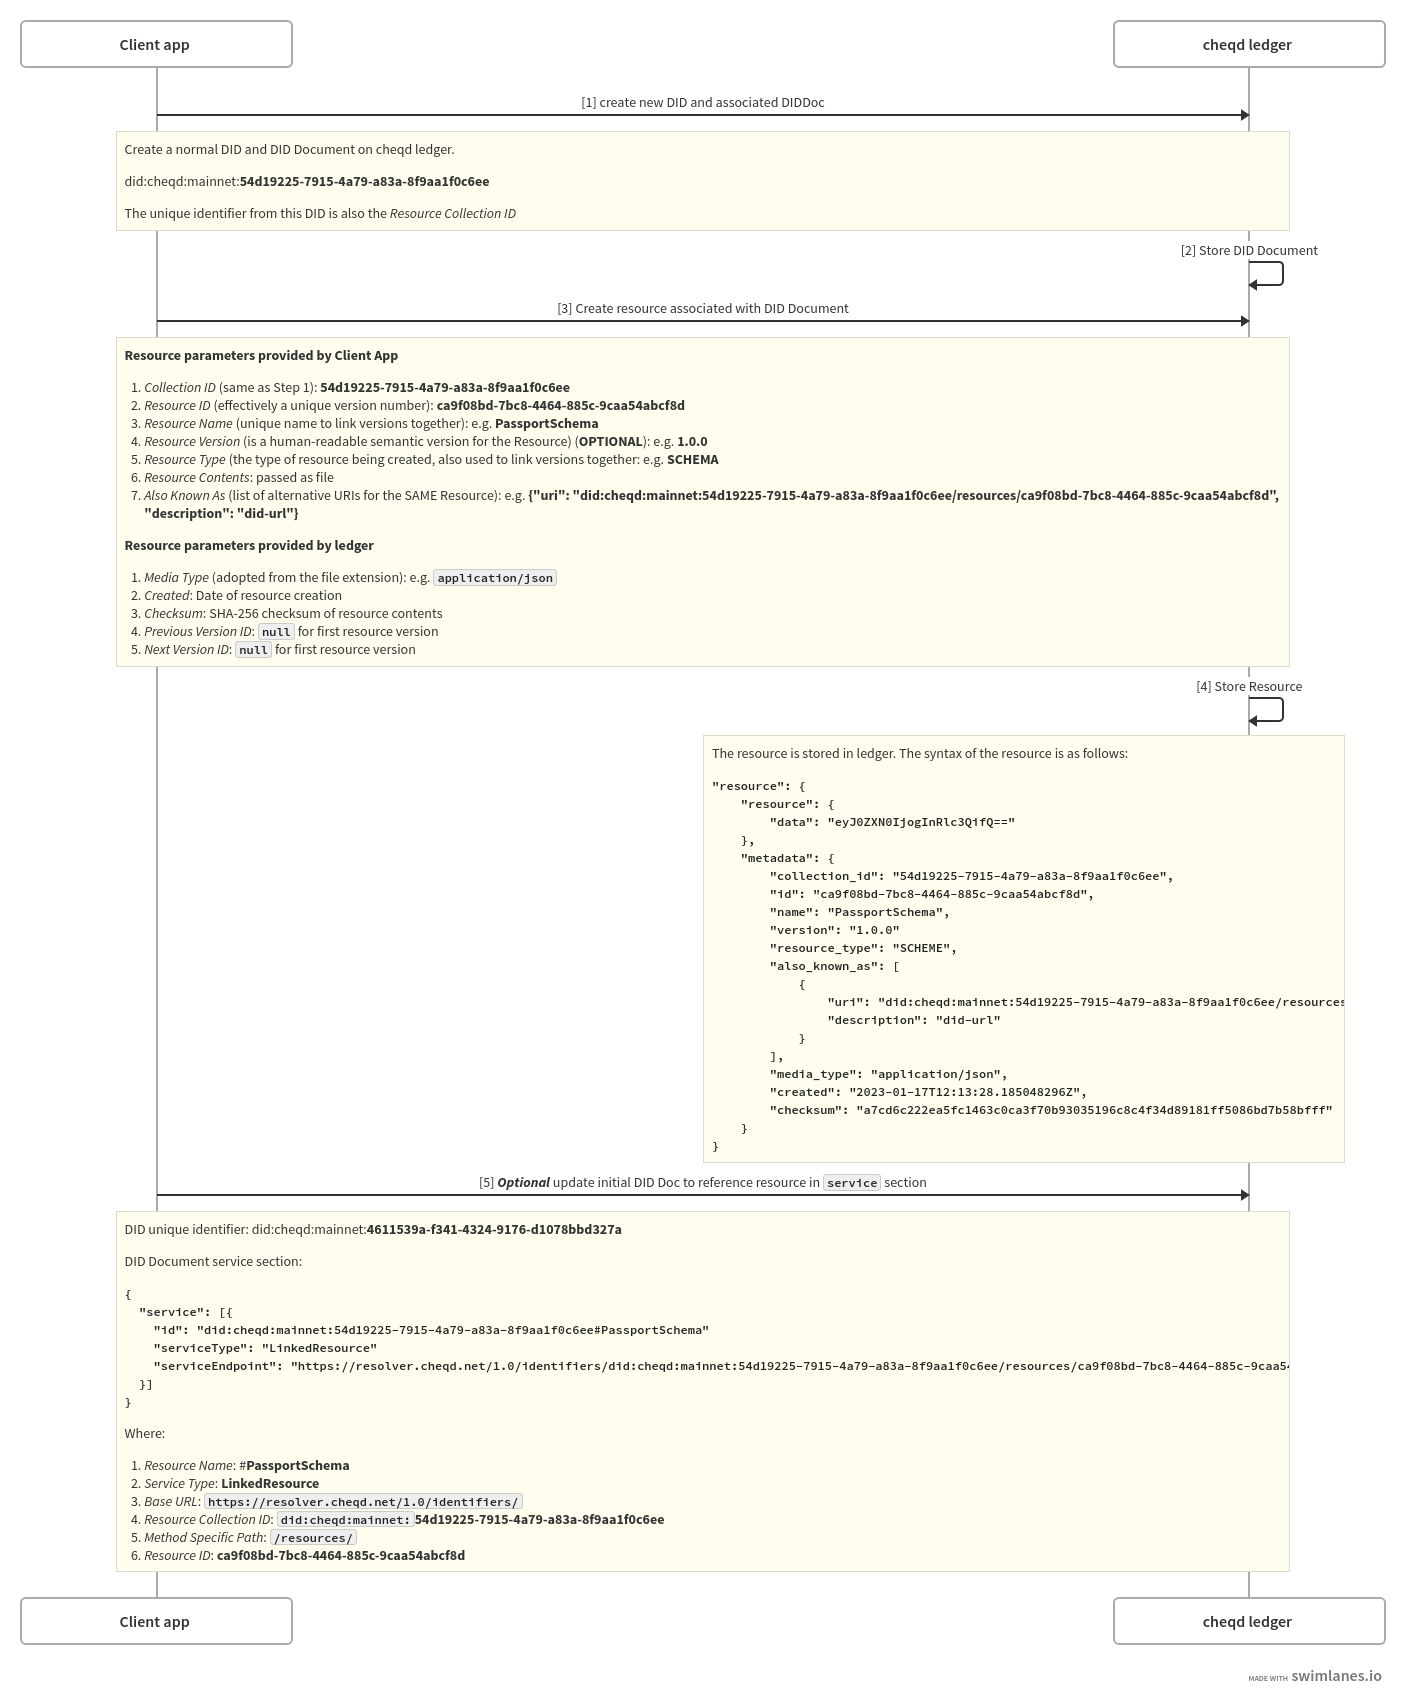 Client app
cheqd ledger
[1] create new DID and associated DIDDoc
Create a normal DID and DID Document on cheqd ledger.
did:cheqd:mainnet:54d19225-7915-4a79-a83a-8f9aa1f0c6ee
The unique identifier from this DID is also the Resource Collection ID
[2] Store DID Document
[3] Create resource associated with DID Document
Resource parameters provided by Client App
1. Collection ID (same as Step 1): 54d19225-7915-4a79-a83a-8f9aa1f0c6ee
2. Resource ID (effectively a unique version number): ca9f08bd-7bc8-4464-885c-9caa54abcf8d
3. Resource Name (unique name to link versions together): e.g. PassportSchema
4. Resource Version (is a human-readable semantic version for the Resource) (OPTIONAL): e.g. 1.0.0
5. Resource Type (the type of resource being created, also used to link versions together: e.g. SCHEMA
6. Resource Contents: passed as file
7. Also Known As (list of alternative URIs for the SAME Resource): e.g. {"uri": "did:cheqd:mainnet:54d19225-7915-4a79-a83a-8f9aa1f0c6ee/resources/ca9f08bd-7bc8-4464-885c-9caa54abcf8d",
"description": "did-url"}
Resource parameters provided by ledger
1. Media Type (adopted from the file extension): e.g. application/json
2. Created: Date of resource creation
3. Checksum: SHA-256 checksum of resource contents
4. Previous Version ID: null for first resource version
5. Next Version ID: null for first resource version
[4] Store Resource
The resource is stored in ledger. The syntax of the resource is as follows:
"resource": {
"resource": {
"data": "eyJ0ZXN0IjogInRlc3QifQ=="
},
"metadata": {
"collection_id": "54d19225-7915-4a79-a83a-8f9aa1f0c6ee",
"id": "ca9f08bd-7bc8-4464-885c-9caa54abcf8d",
"name": "PassportSchema",
"version": "1.0.0"
"resource_type": "SCHEME",
"also_known_as": [
{
"uri": "did:cheqd:mainnet:54d19225-7915-4a79-a83a-8f9aa1f0c6ee/resources
"description": "did-url"
}
],
"media_type": "application/json",
"created": "2023-01-17T12:13:28.185048296Z",
"checksum": "a7cd6c222ea5fc1463c0ca3f70b93035196c8c4f34d89181ff5086bd7b58bfff"
}
}
[5] Optional update initial DID Doc to reference resource in service section
DID unique identifier: did:cheqd:mainnet:4611539a-f341-4324-9176-d1078bbd327a
DID Document service section:
{
"service": [{
"id": "did:cheqd:mainnet:54d19225-7915-4a79-a83a-8f9aa1f0c6ee#PassportSchema"
"serviceType": "LinkedResource"
"serviceEndpoint": "https://resolver.cheqd.net/1.0/identifiers/did:cheqd:mainnet:54d19225-7915-4a79-a83a-8f9aa1f0c6ee/resources/ca9f08bd-7bc8-4464-885c-9caa54
}]
}
Where:
1. Resource Name: #PassportSchema
2. Service Type: LinkedResource
3. Base URL: https://resolver.cheqd.net/1.0/identifiers/
4. Resource Collection ID: did:cheqd:mainnet:54d19225-7915-4a79-a83a-8f9aa1f0c6ee
5. Method Specific Path: /resources/
6. Resource ID: ca9f08bd-7bc8-4464-885c-9caa54abcf8d
Client app
cheqd ledger
MADE WITH swimlanes.io